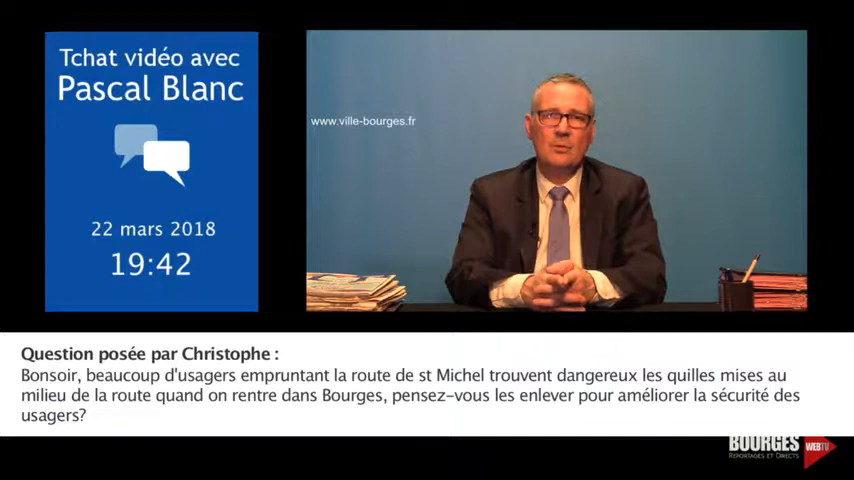 Tchat vidéo avec
Pascal Blanc
22 mars 2018
19:42
www.ville-bourges.fr
Question posée par Christophe :
Bonsoir, beaucoup d'usagers empruntant la route de st Michel trouvent dangereux les quilles mises au
milieu de la route quand on rentre dans Bourges, pensez-vous les enlever pour améliorer la sécurité des
usagers?
BOURGES
WEBTV
REPORTAGES ET DIRECTS